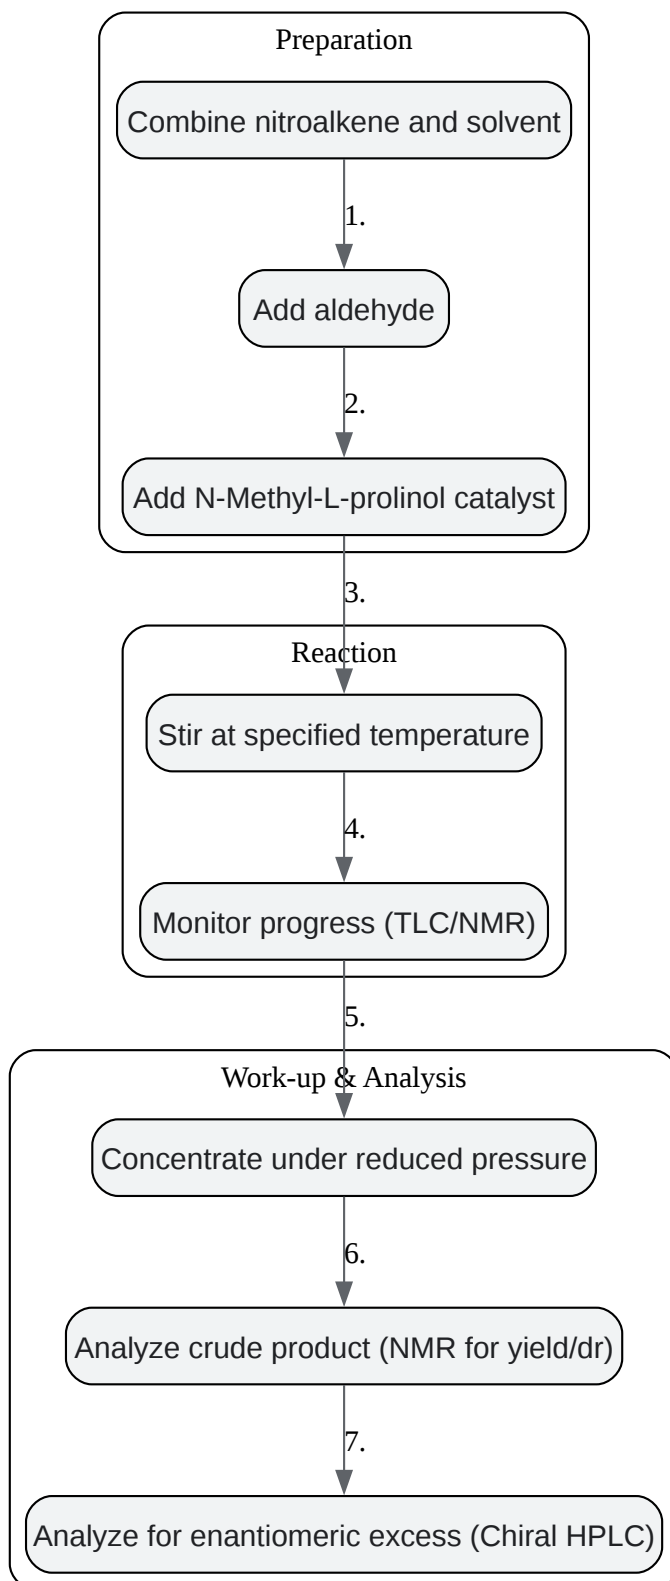 Preparation
Combine nitroalkene and solvent
1.
Add aldehyde
2.
Add N-Methyl-L-prolinol catalyst
3.
Reaction
Stir at specified temperature
4.
Monitor progress (TLC/NMR)
5.
Work-up & Analysis
Concentrate under reduced pressure
6.
Analyze crude product (NMR for yield/dr)
7.
Analyze for enantiomeric excess (Chiral HPLC)